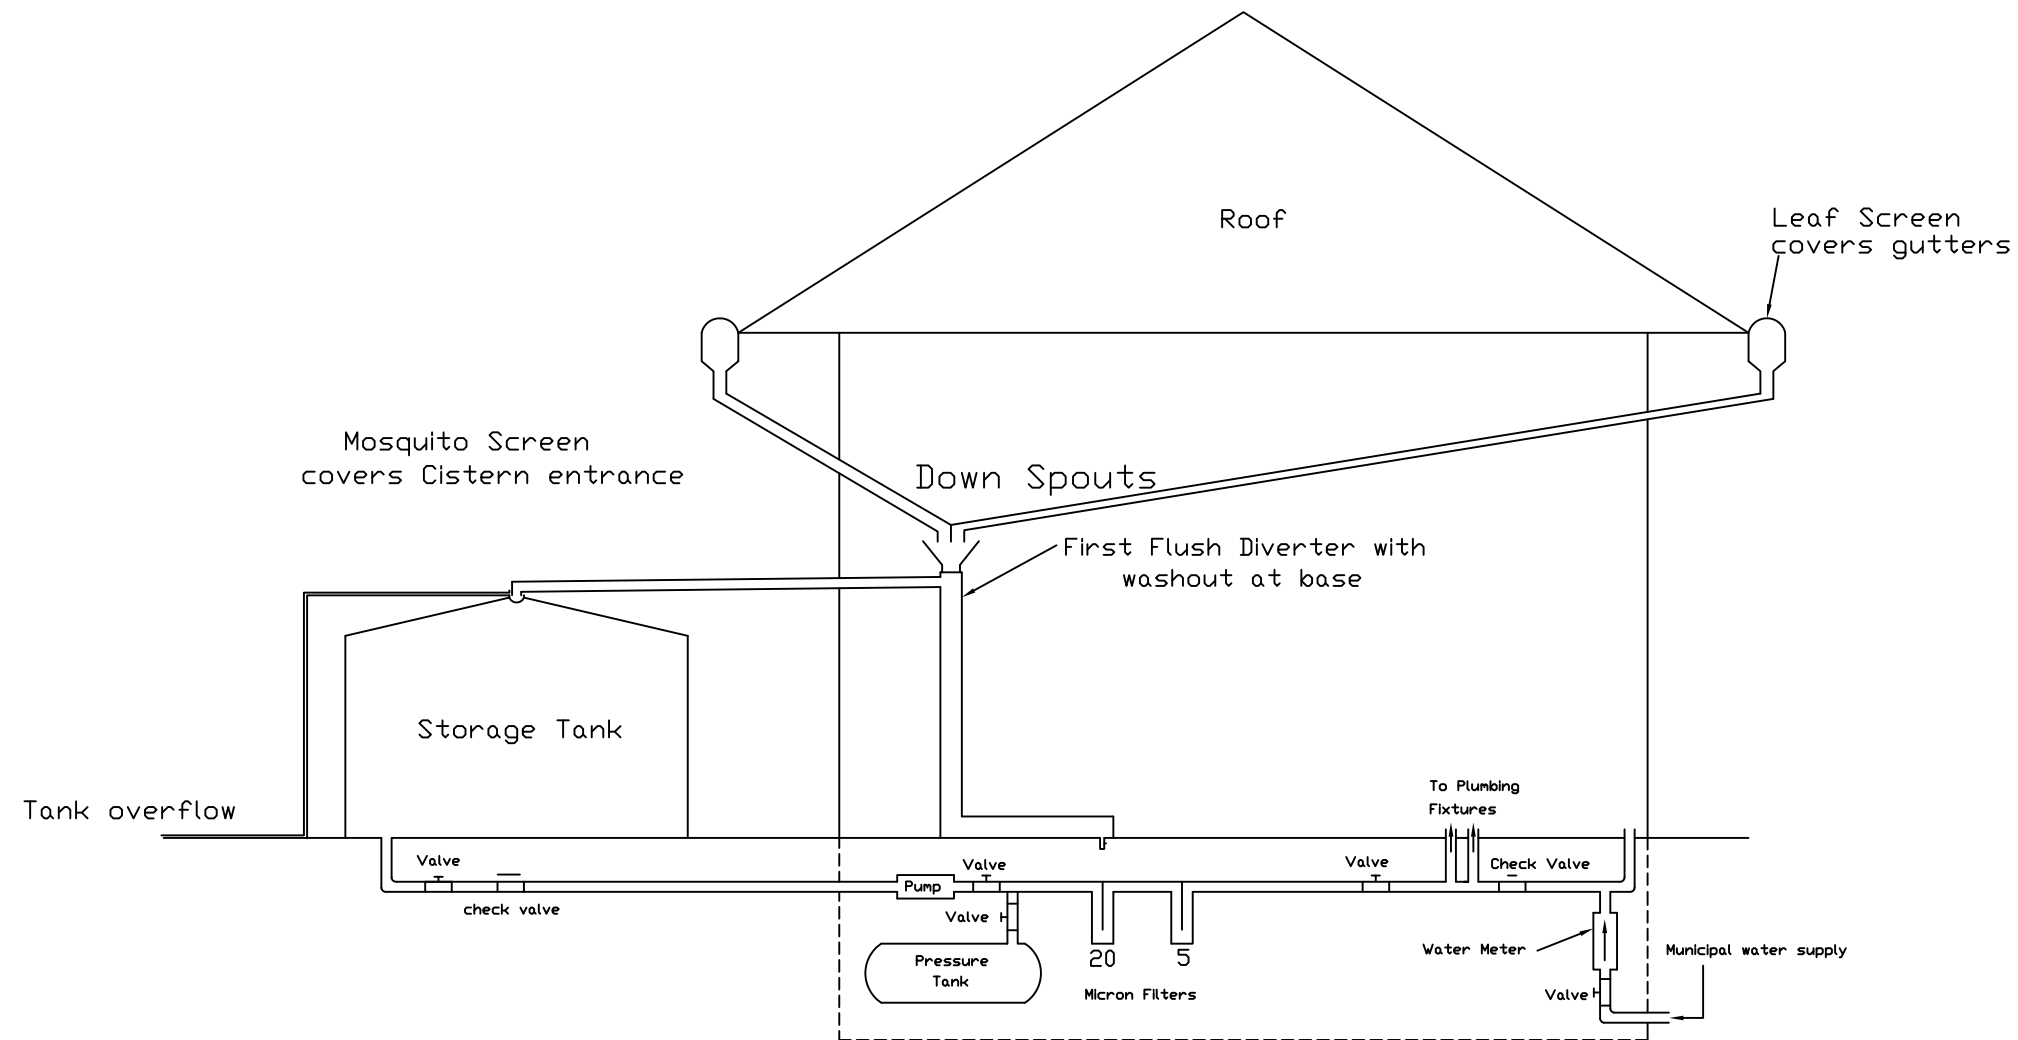 Roof
Leaf Screen
covers gutters
Mosquito Screen
covers Cistern entrance
Down Spouts
First Flush Diverter with
washout at base
Storage Tank
Tank overflow
To Plumbing
Fixtures
Valve
check valve
Pump
Valve
Valve
Check Valve
Valve
Pressure
Tank
20
5
Micron Filters
Water Meter
Municipal water supply
Valve